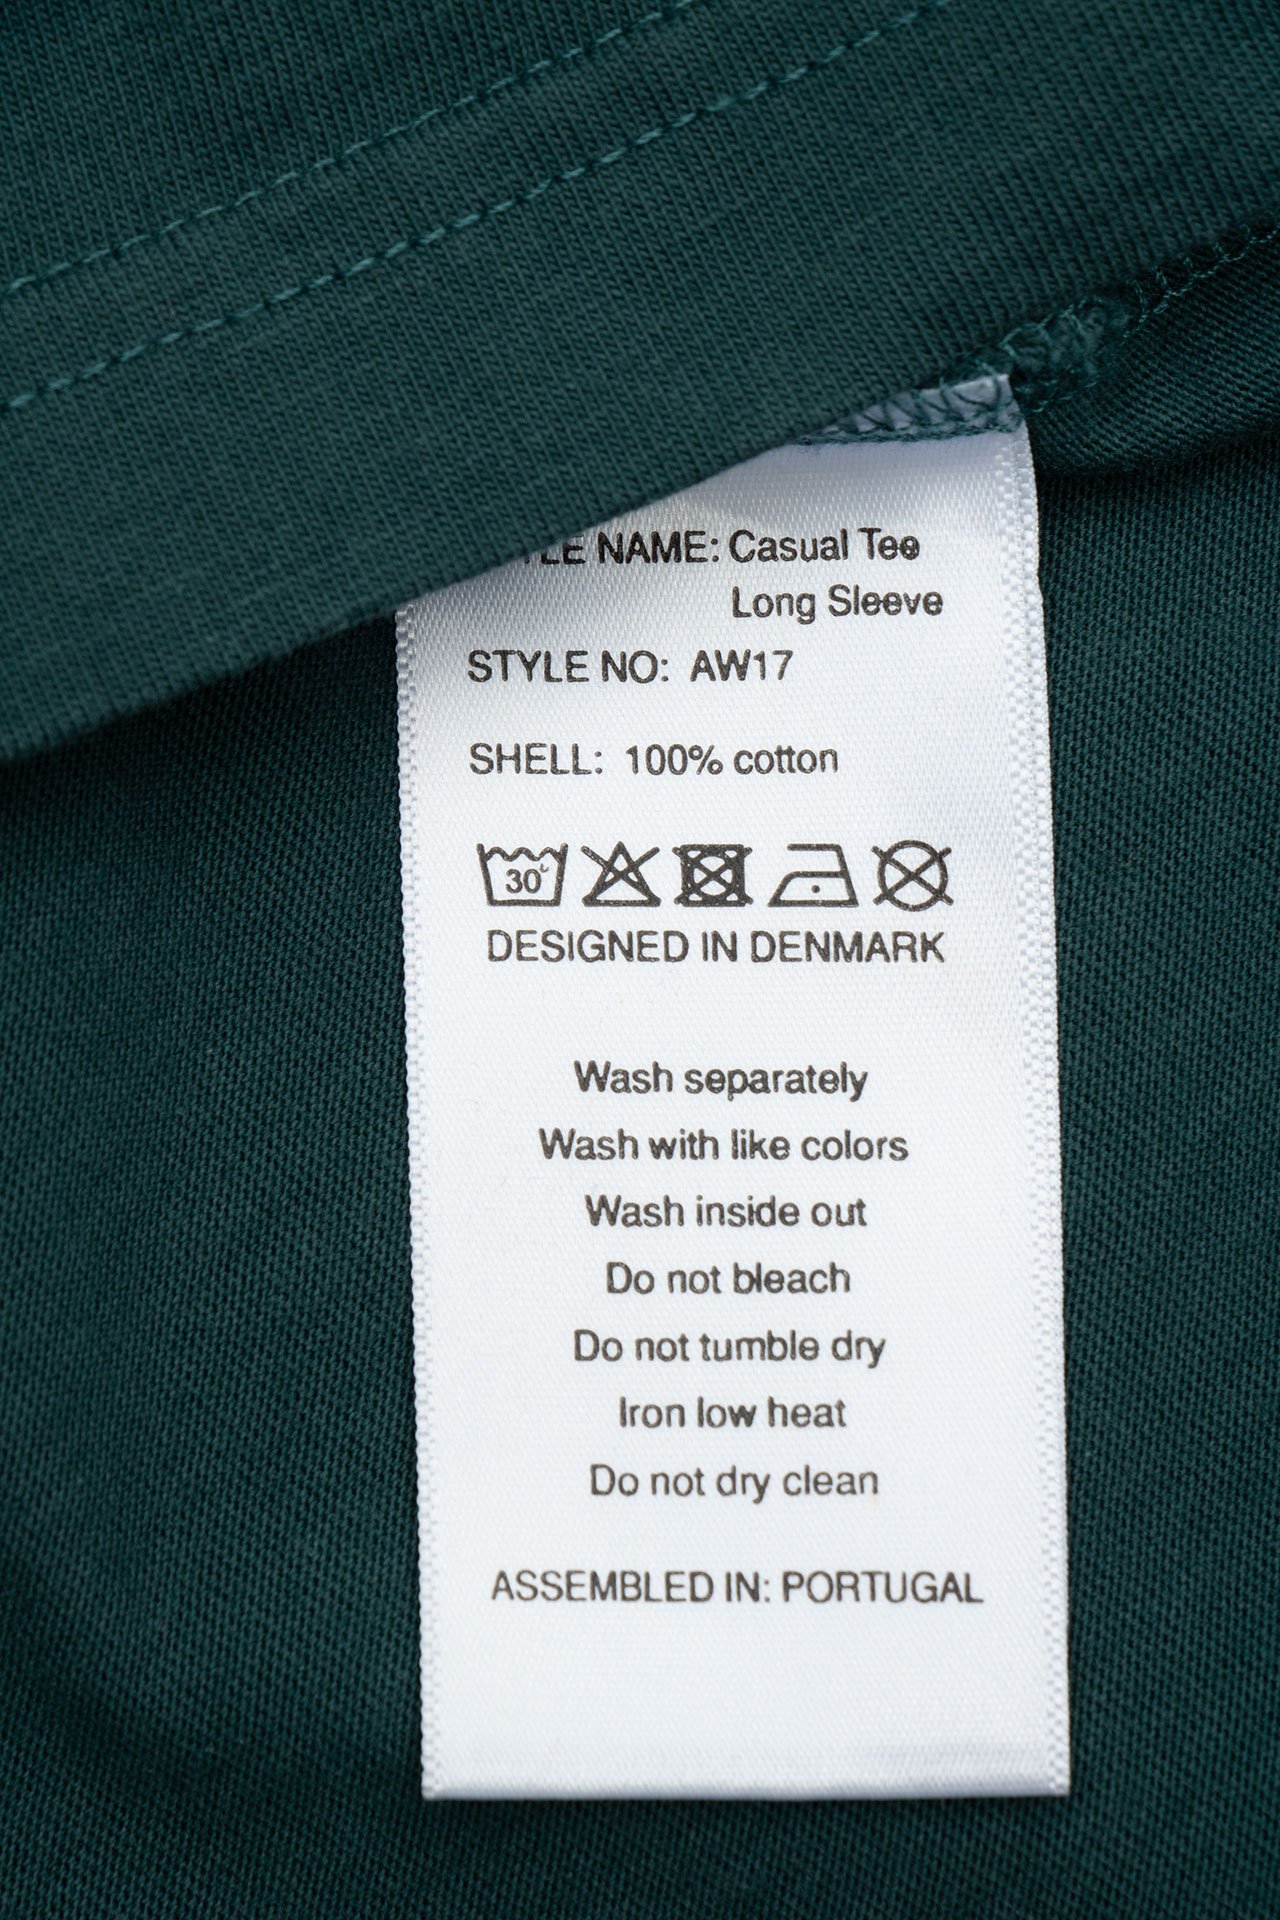 NAME: Casual Tee
Long Sleeve
STYLE NO: AW17
SHELL: 100% cotton
30
DESIGNED IN DENMARK
Wash separately
Wash with like colors
Wash inside out
Do not bleach
Do not tumble dry
Iron low heat
Do not dry clean
ASSEMBLED IN: PORTUGAL